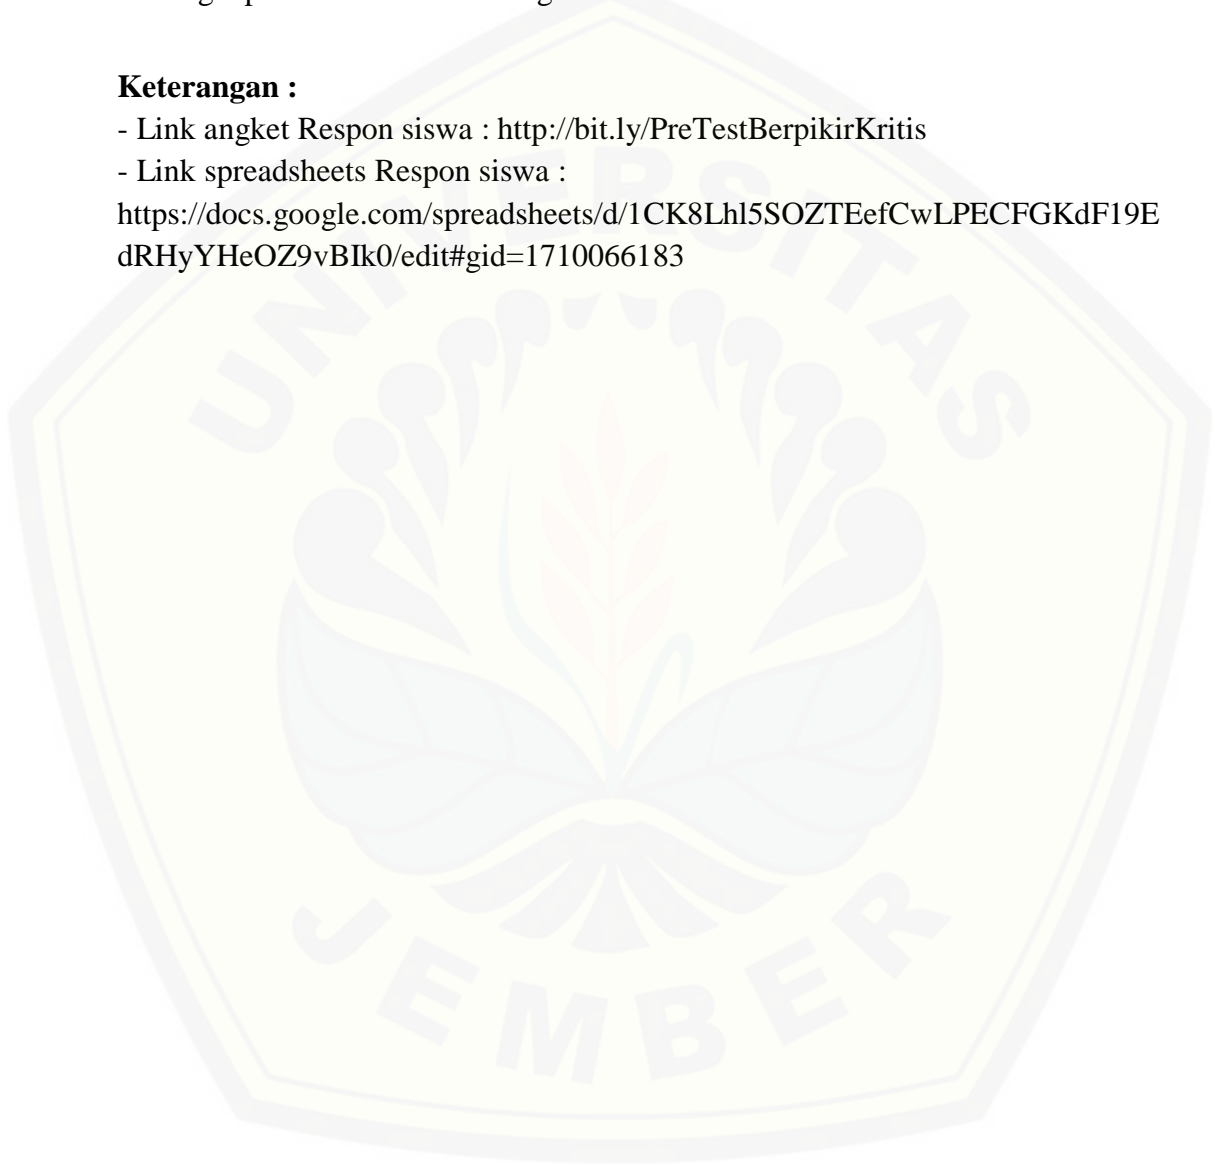 Keterangan :
- Link angket Respon siswa : http://bit.ly/PreTestBerpikirKritis
- Link spreadsheets Respon siswa :
https://docs.google.com/spreadsheets/d/1CK8Lhl5SOZTEefCwLPECFGKdF19E
dRHyYHeOZ9vBIk0/edit#gid=1710066183
UNIVERSITAS
JEMBER